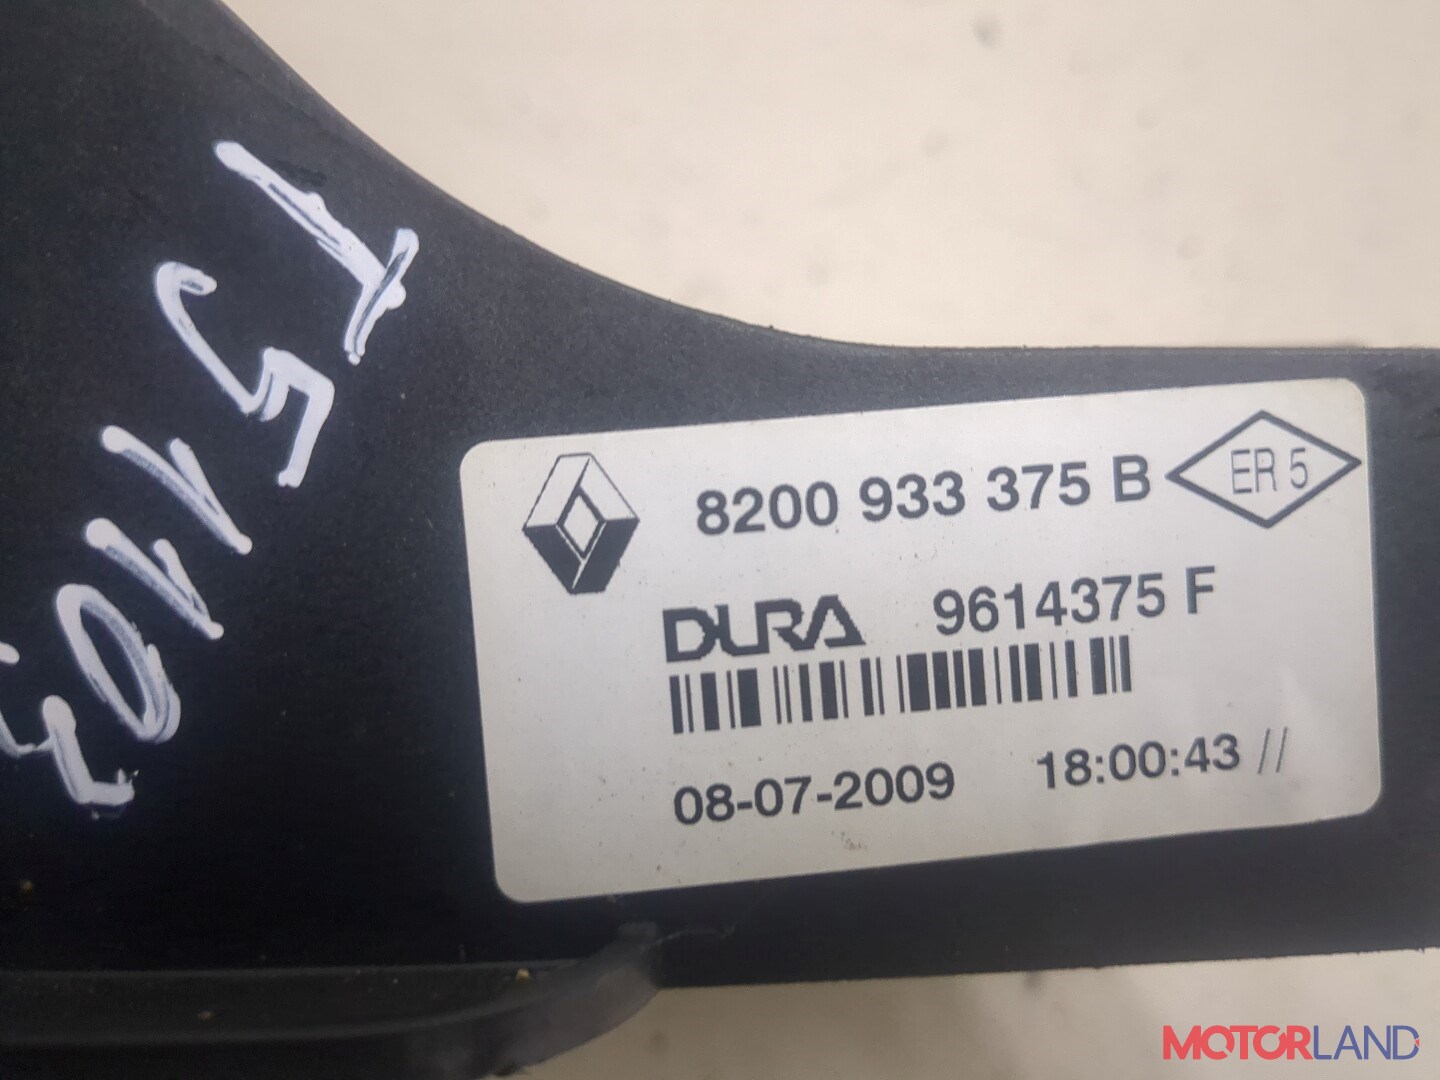 8200 933 375 B
ER 5
DURA 9614375 F
08-07-2009 18:00:43 //
MOTORLAND